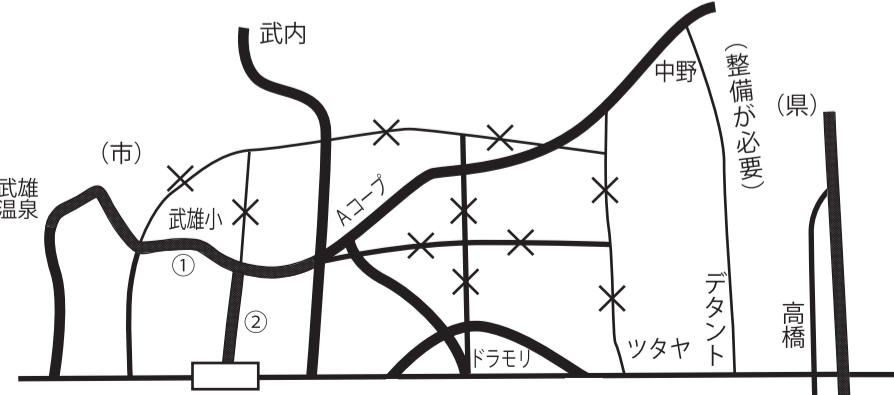 武内
中野
（整備が必要）
（県）
（市）
武雄
温泉
武雄小
Aコープ
①
②
ドラモリ
ツタヤ
デタント
高橋